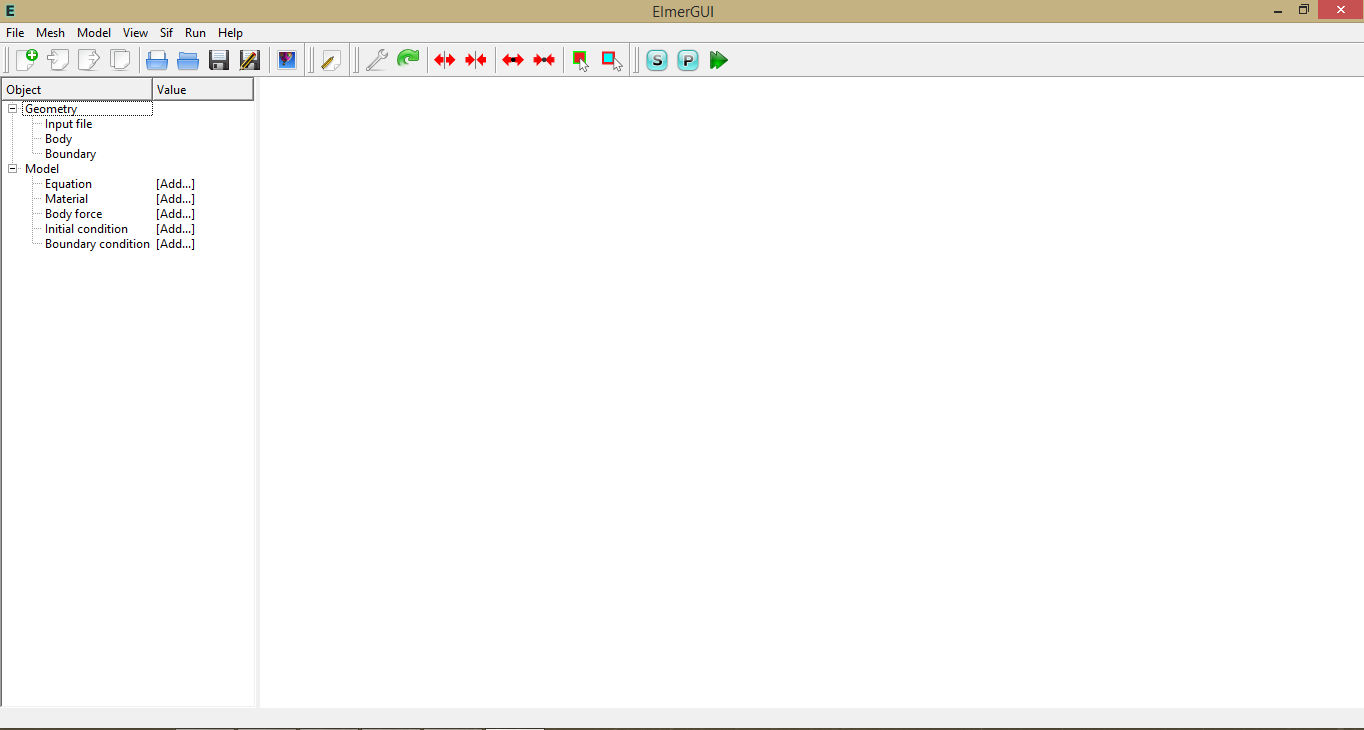 E ElmerGUI
File Mesh Model View Sif Run Help
S P
Object Value
Geometry
Input file
Body
Boundary
Model
Equation [Add...]
Material [Add...]
Body force [Add...]
Initial condition [Add...]
Boundary condition [Add...]